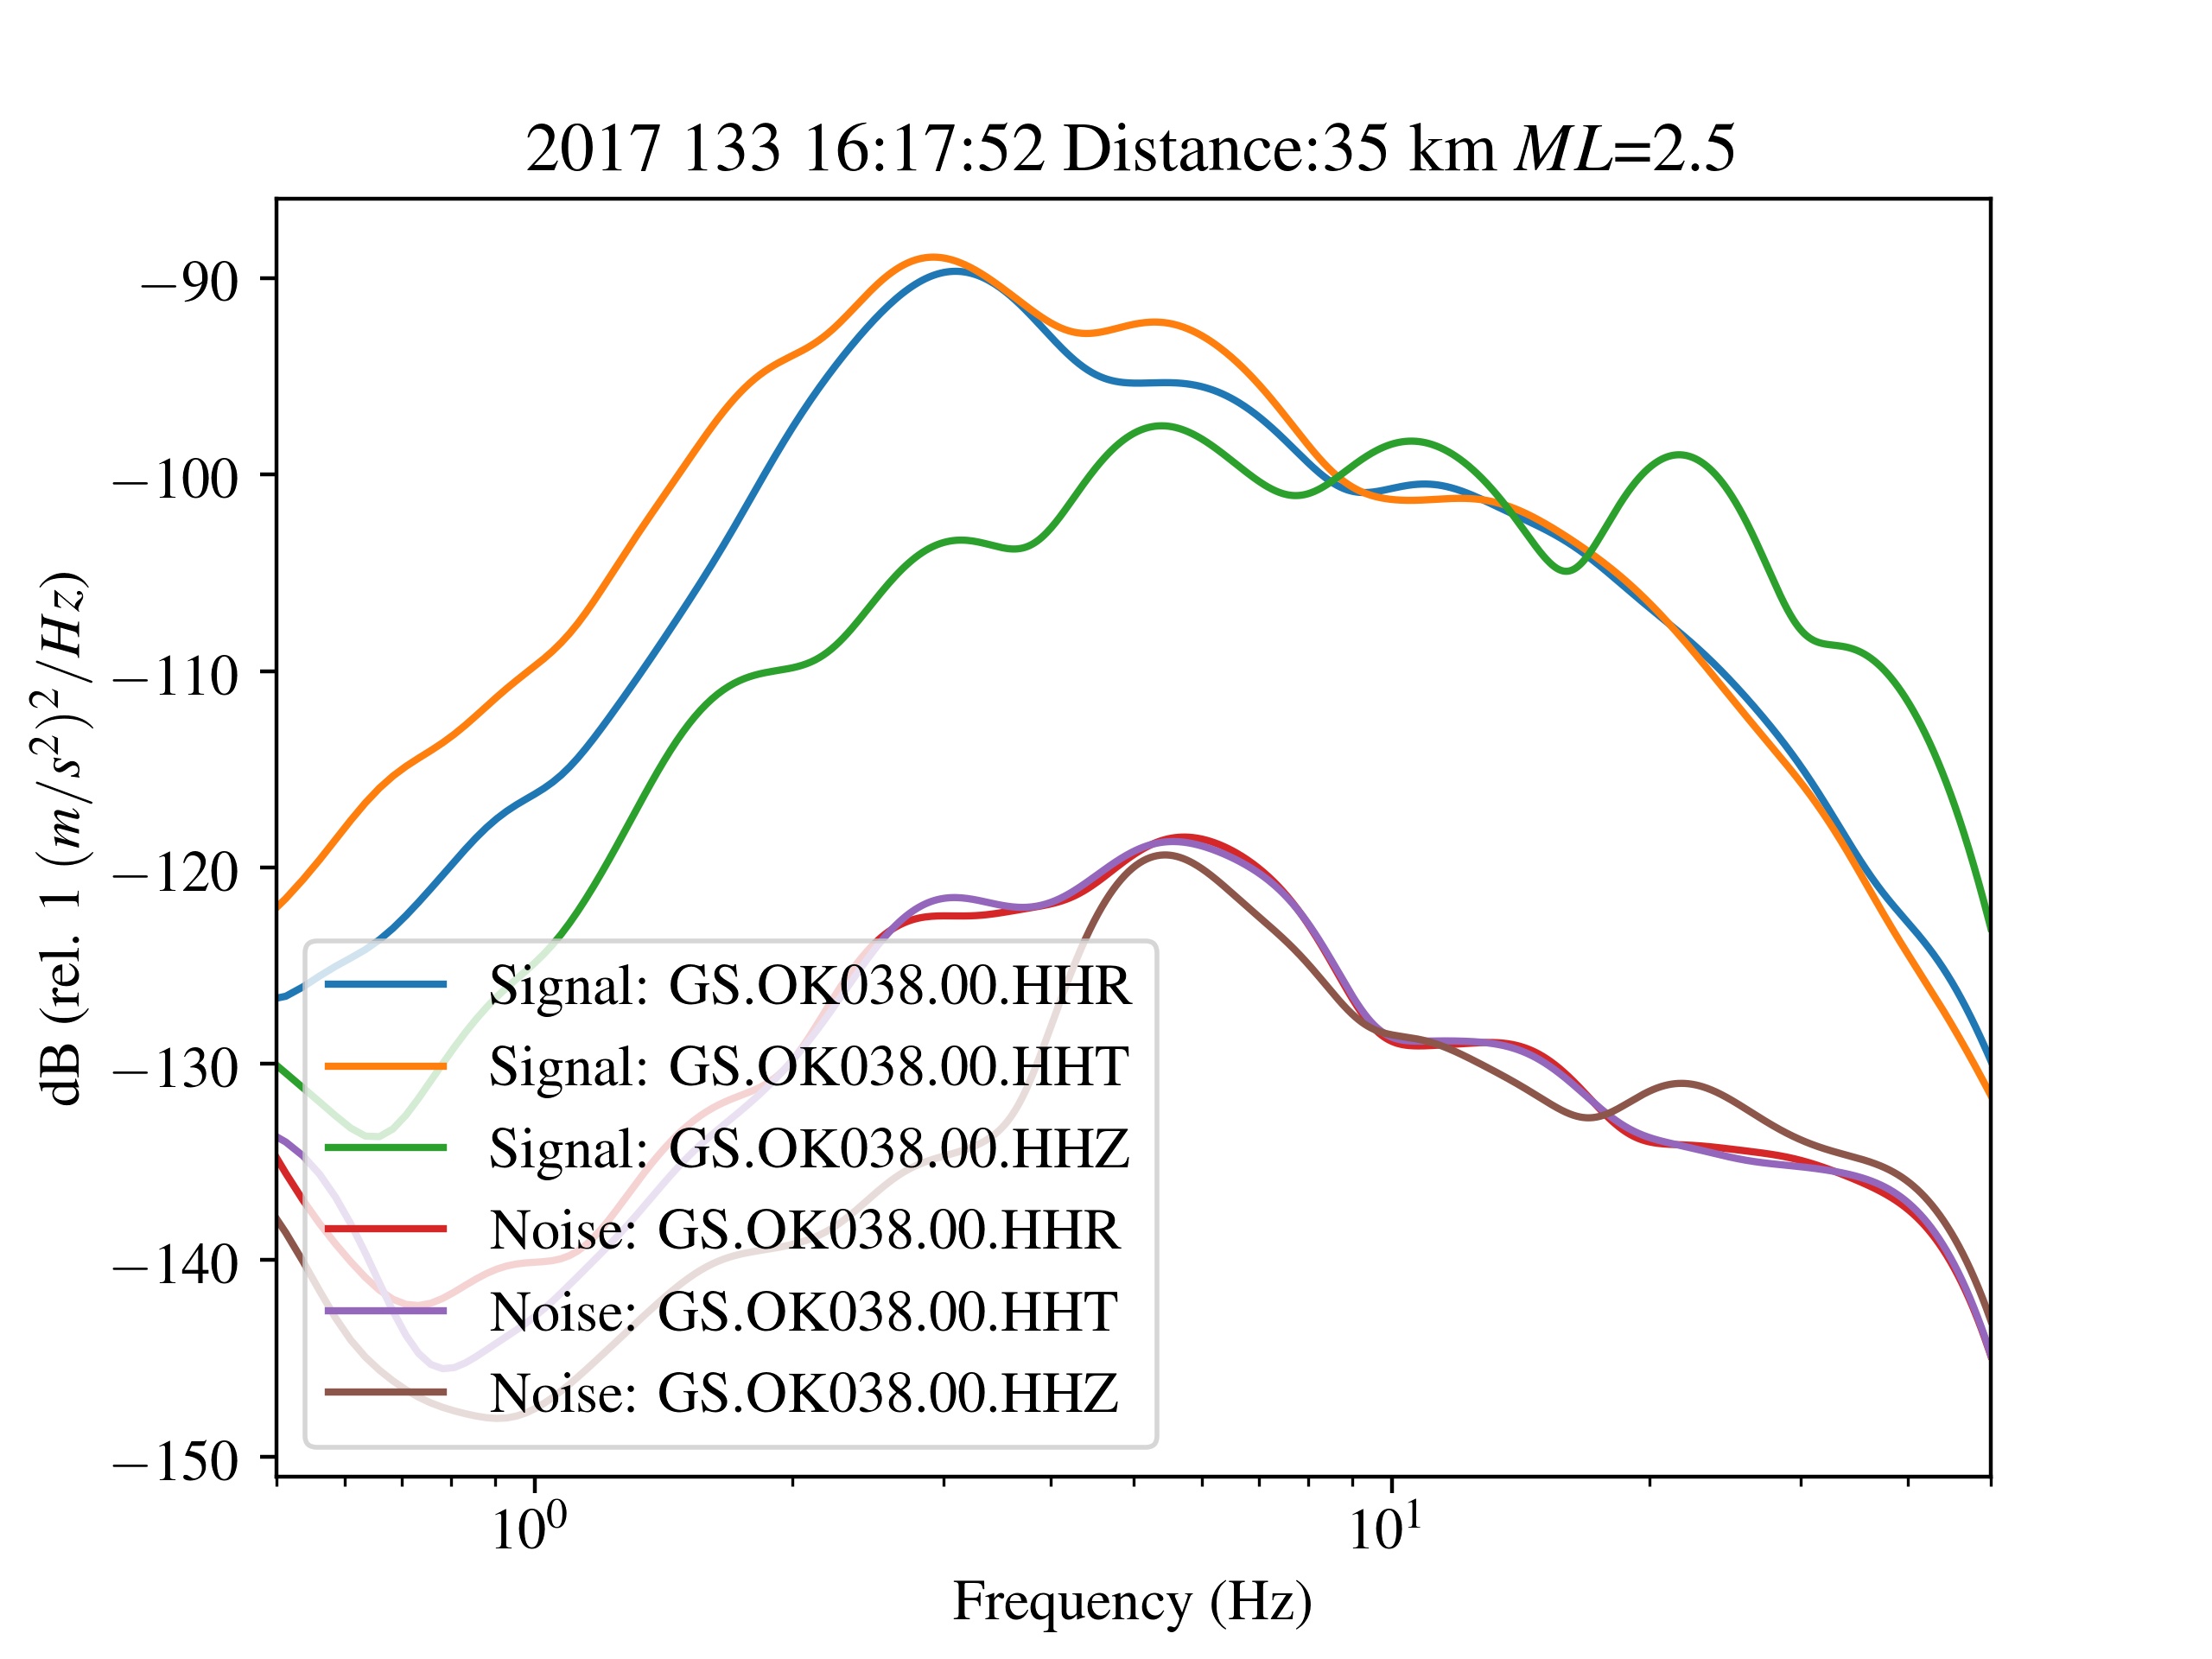 2017 133 16:17:52 Distance:35 km ML=2.5
dB (rel. 1 (m/s²)²/Hz)
−90
−100
−110
−120
−130
−140
−150
Signal: GS.OK038.00.HHR
Signal: GS.OK038.00.HHT
Signal: GS.OK038.00.HHZ
Noise: GS.OK038.00.HHR
Noise: GS.OK038.00.HHT
Noise: GS.OK038.00.HHZ
10⁰ 10¹
Frequency (Hz)